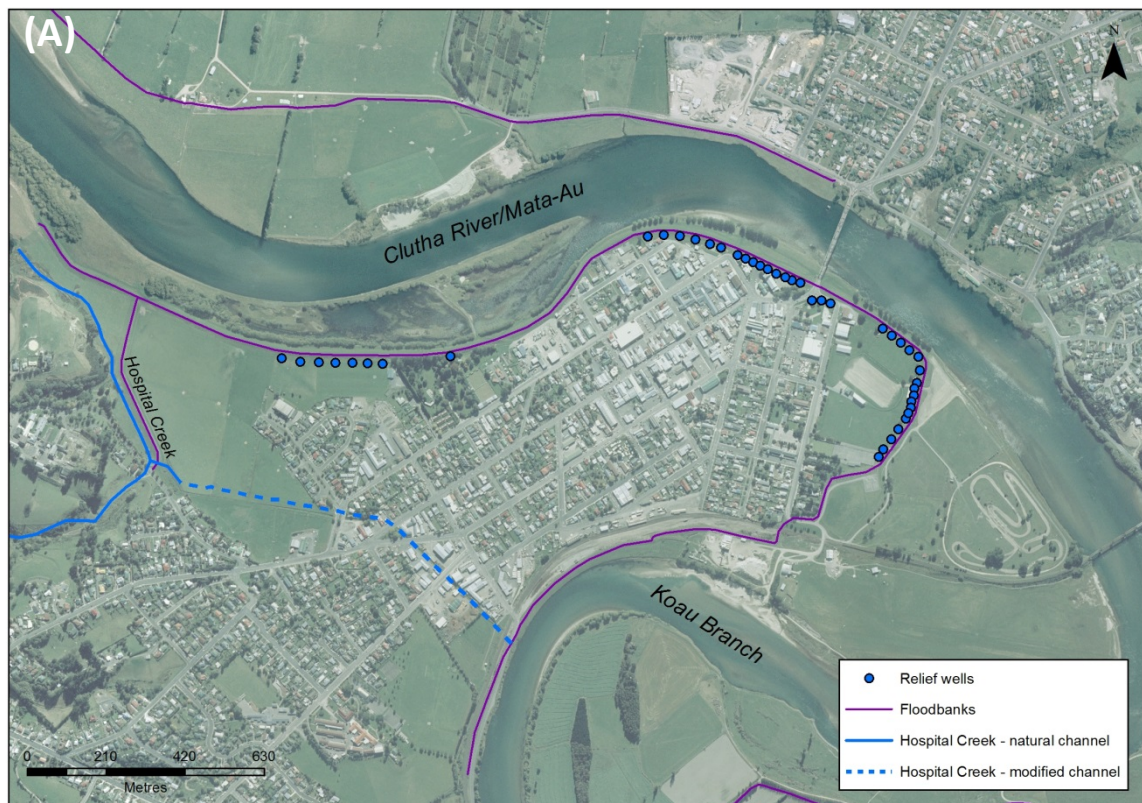 (A)
N
Clutha River/Mata-Au
Hospital Creek
Koau Branch
Relief wells
Floodbanks
Hospital Creek - natural channel
Hospital Creek - modified channel
0 210 420 630
Metres